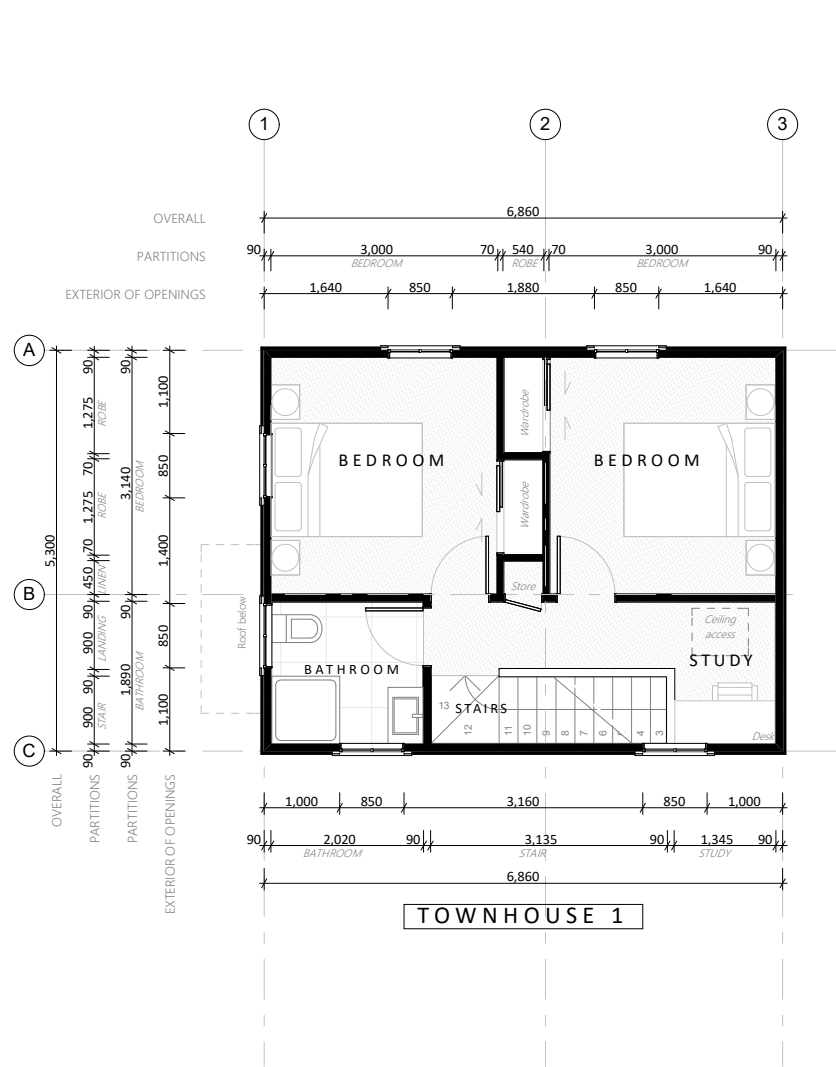 1 2 3
OVERALL 6,860
PARTITIONS 90 3,000 70 540 70 3,000 90
BEDROOM ROBE BEDROOM
EXTERIOR OF OPENINGS 1,640 850 1,880 850 1,640
A
B
C
OVERALL
5,300
PARTITIONS
90 900 90 900 90 450 70 1,275 70 1,275 90
STAIR LANDING LINEN ROBE ROBE
PARTITIONS
90 1,890 90 3,140 90
BATHROOM BEDROOM
EXTERIOR OF OPENINGS
1,100 850 1,400 850 1,100
Roof below
BEDROOM
Wardrobe
Wardrobe
BEDROOM
Store
Ceiling
access
STUDY
BATHROOM
STAIRS
13 12 11 10 9 8 7 6 4 3
Desk
1,000 850 3,160 850 1,000
90 2,020 90 3,135 90 1,345 90
BATHROOM STAIR STUDY
6,860
TOWNHOUSE 1